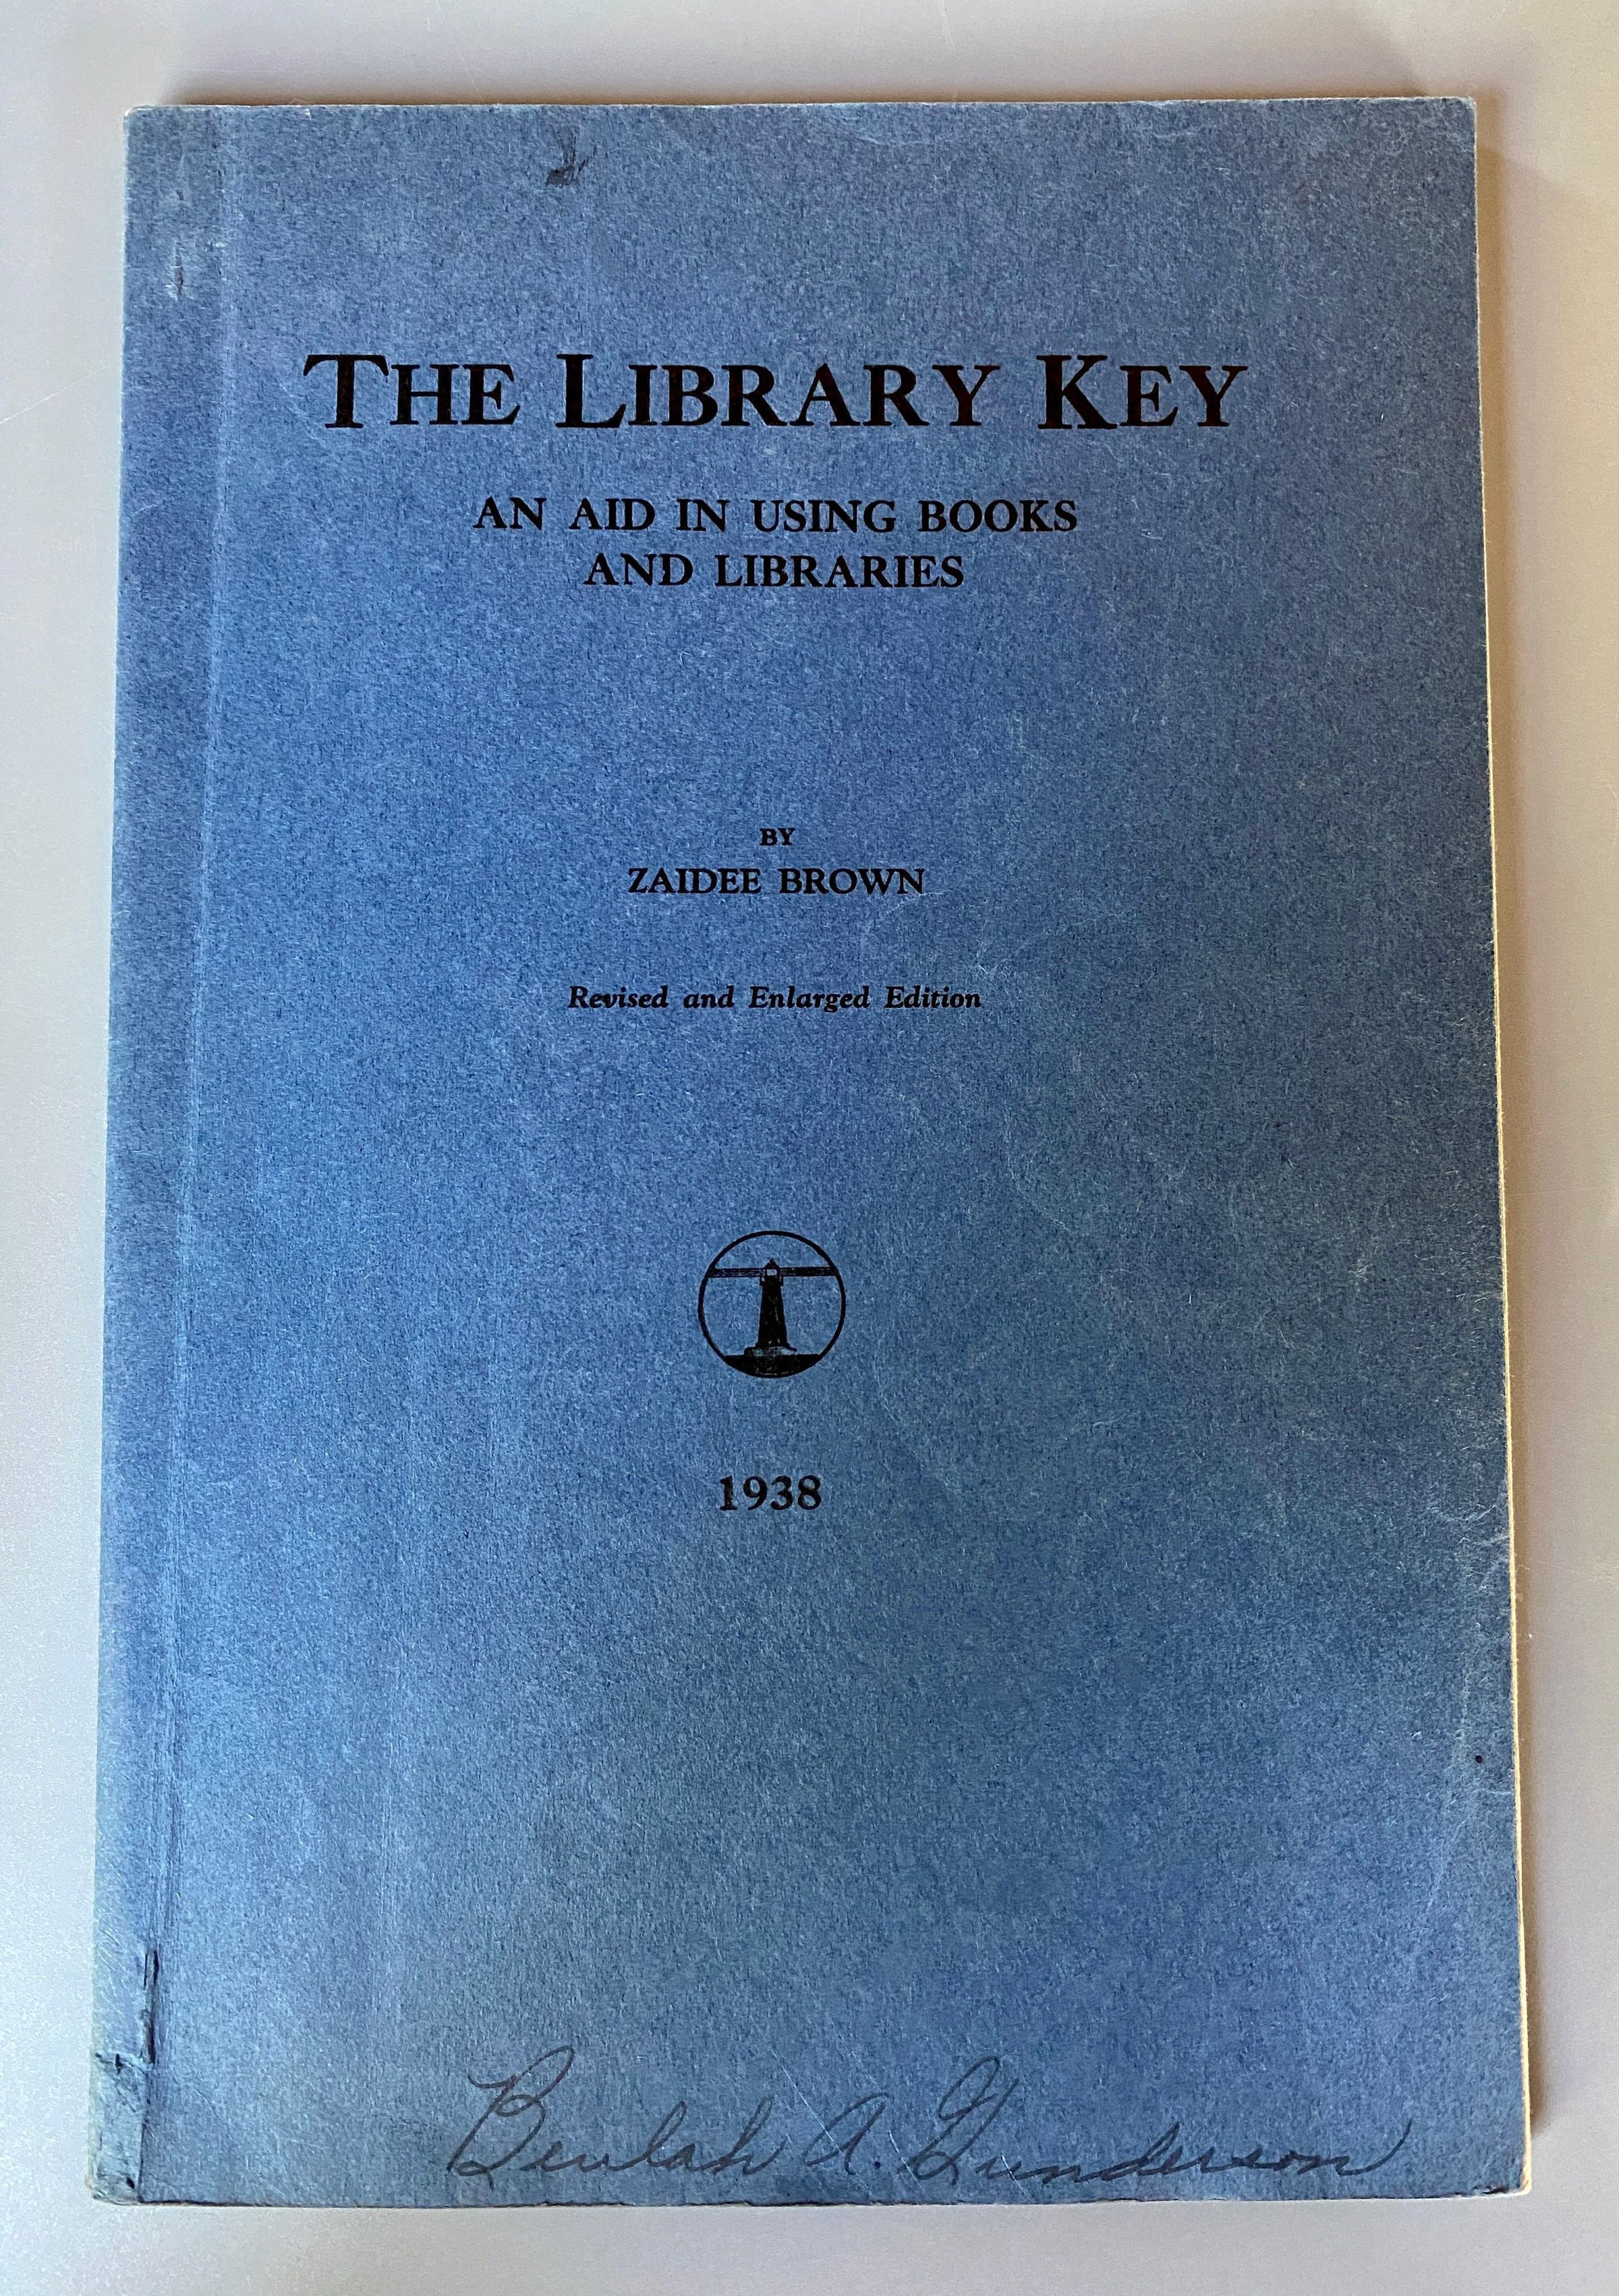 THE LIBRARY KEY
AN AID IN USING BOOKS
AND LIBRARIES
BY
ZAIDEE BROWN
Revised and Enlarged Edition
1938
Beulah A. Gunderson